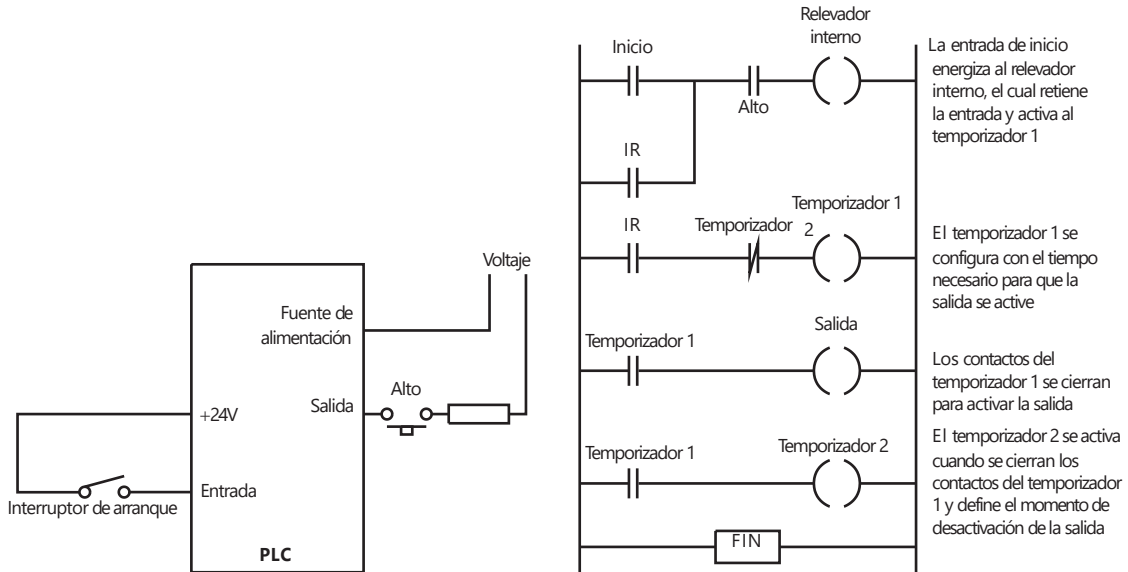 Voltaje
Fuente de
alimentación
Alto
Salida
+24V
Entrada
Interruptor de arranque
PLC
Relevador
interno
Inicio
Alto
IR
La entrada de inicio
energiza al relevador
interno, el cual retiene
la entrada y activa al
temporizador 1
IR
Temporizador 2
Temporizador 1
El temporizador 1 se
configura con el tiempo
necesario para que la
salida se active
Temporizador 1
Salida
Los contactos del
temporizador 1 se cierran
para activar la salida
Temporizador 1
Temporizador 2
El temporizador 2 se activa
cuando se cierran los
contactos del temporizador
1 y define el momento de
desactivación de la salida
FIN